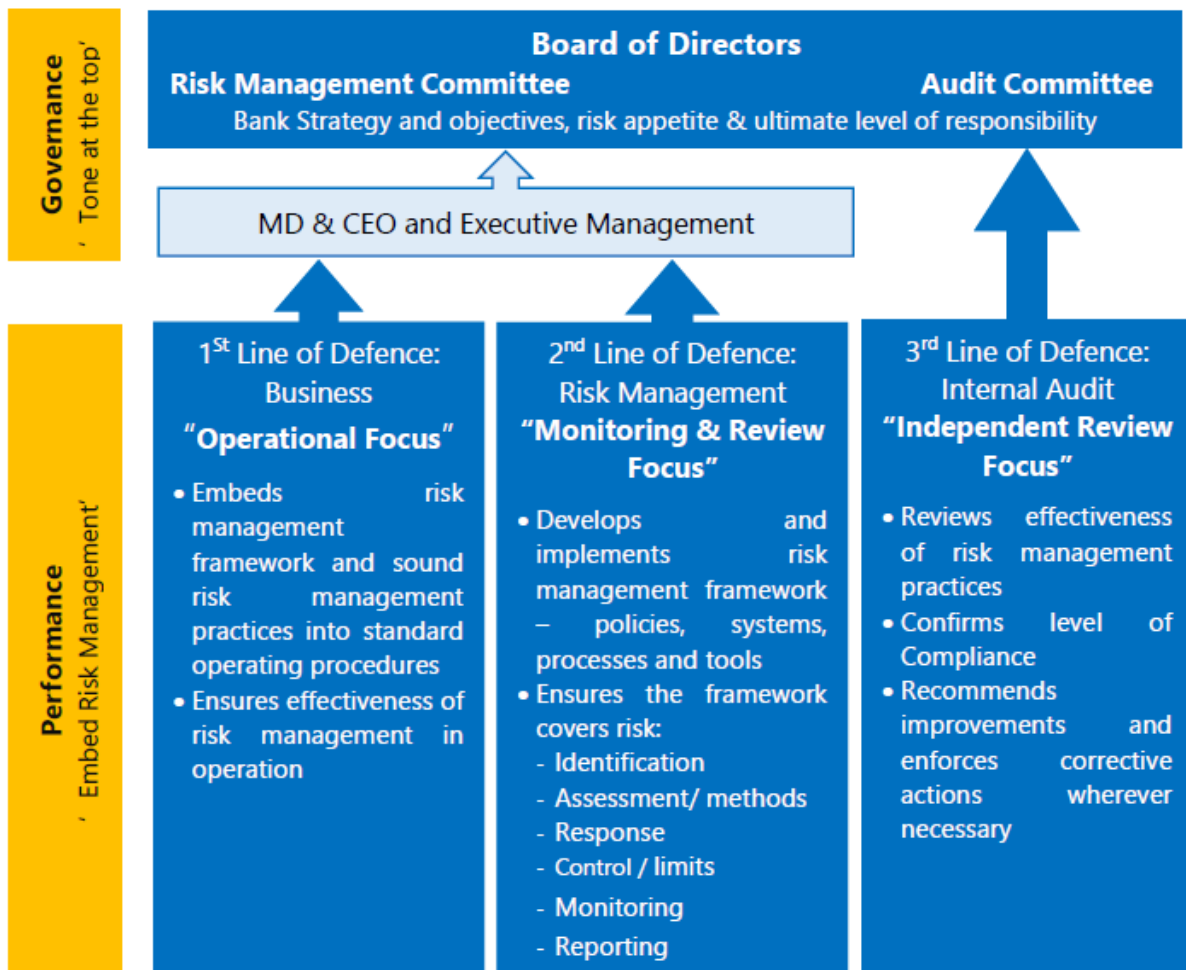 Governance
‘ Tone at the top’
Board of Directors
Risk Management Committee Audit Committee
Bank Strategy and objectives, risk appetite & ultimate level of responsibility
MD & CEO and Executive Management
Performance
‘ Embed Risk Management’
1St Line of Defence:
Business
“Operational Focus”
• Embeds risk
management
framework and sound
risk management
practices into standard
operating procedures
• Ensures effectiveness of
risk management in
operation
2nd Line of Defence:
Risk Management
“Monitoring & Review
Focus”
• Develops and
implements risk
management framework
– policies, systems,
processes and tools
• Ensures the framework
covers risk:
- Identification
- Assessment/ methods
- Response
- Control / limits
- Monitoring
- Reporting
3rd Line of Defence:
Internal Audit
“Independent Review
Focus”
• Reviews effectiveness
of risk management
practices
• Confirms level of
Compliance
• Recommends
improvements and
enforces corrective
actions wherever
necessary